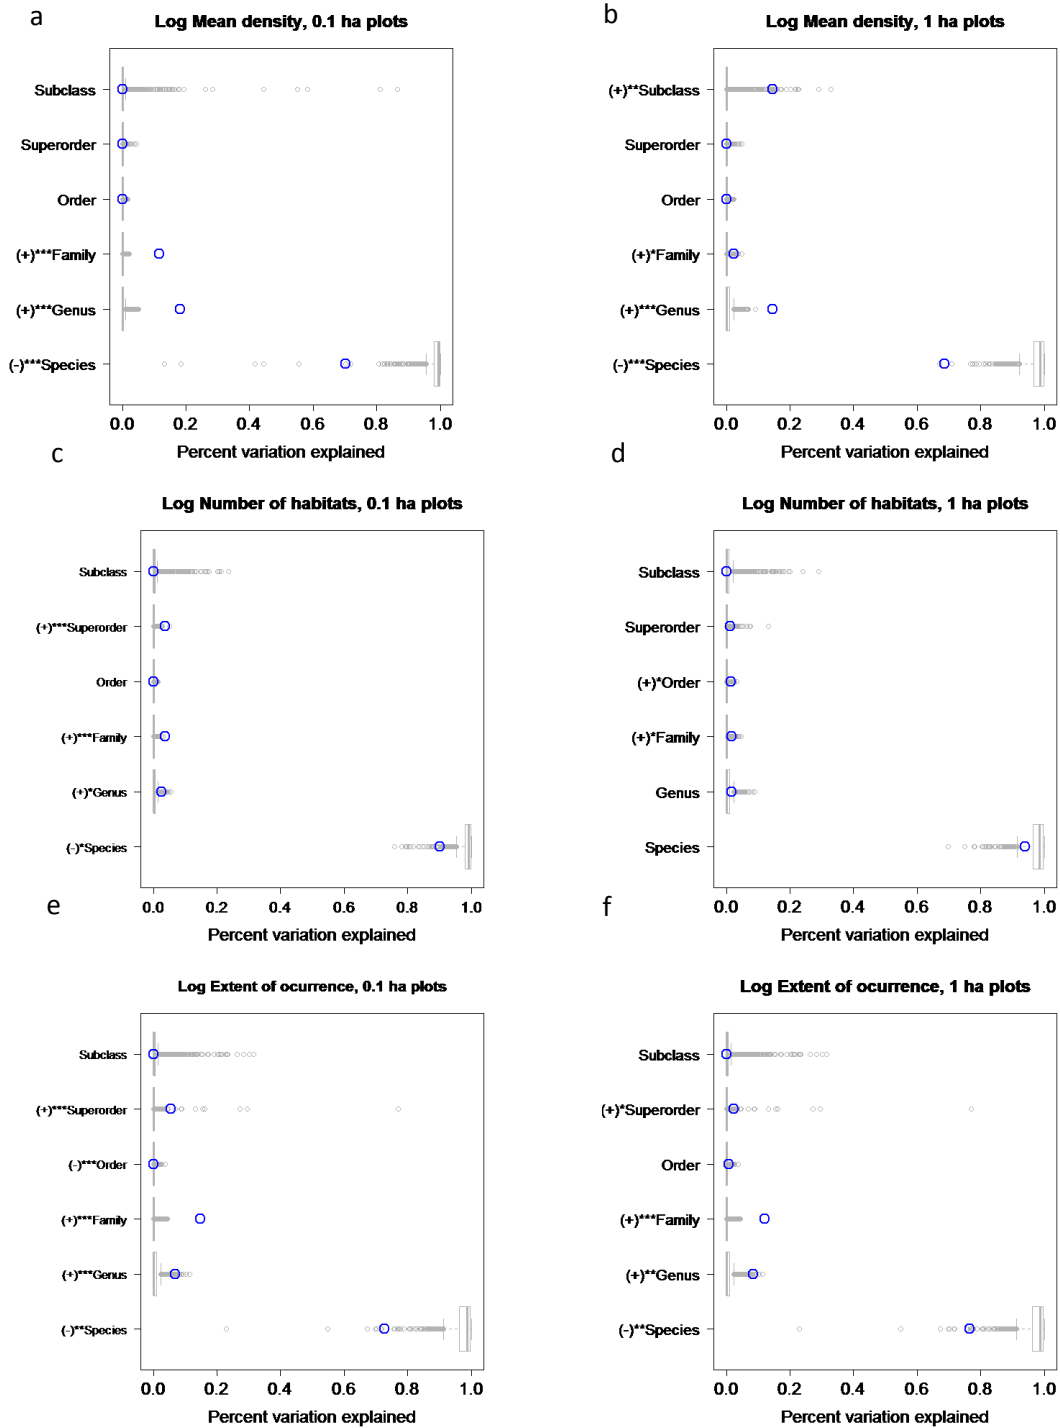 a
Log Mean density, 0.1 ha plots
Subclass
Superorder
Order
(+)***Family
(+)***Genus
(-)***Species
0.0 0.2 0.4 0.6 0.8 1.0
Percent variation explained
b
Log Mean density, 1 ha plots
(+)**Subclass
Superorder
Order
(+)*Family
(+)***Genus
(-)***Species
0.0 0.2 0.4 0.6 0.8 1.0
Percent variation explained
c
Log Number of habitats, 0.1 ha plots
Subclass
(+)***Superorder
Order
(+)***Family
(+)*Genus
(-)*Species
0.0 0.2 0.4 0.6 0.8 1.0
Percent variation explained
d
Log Number of habitats, 1 ha plots
Subclass
Superorder
(+)*Order
(+)*Family
Genus
Species
0.0 0.2 0.4 0.6 0.8 1.0
Percent variation explained
e
Log Extent of ocurrence, 0.1 ha plots
Subclass
(+)***Superorder
(-)***Order
(+)***Family
(+)***Genus
(-)**Species
0.0 0.2 0.4 0.6 0.8 1.0
Percent variation explained
f
Log Extent of ocurrence, 1 ha plots
Subclass
(+)*Superorder
Order
(+)***Family
(+)**Genus
(-)**Species
0.0 0.2 0.4 0.6 0.8 1.0
Percent variation explained